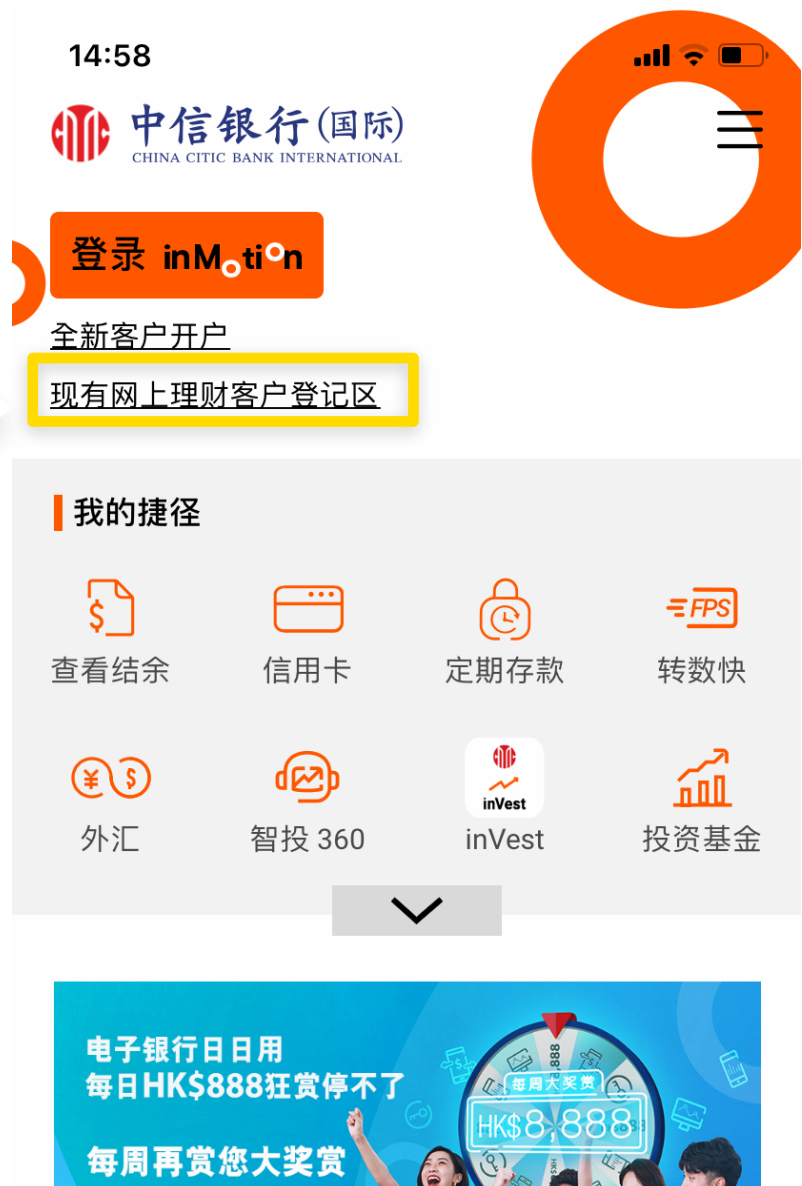 14:58
中信银行(国际)
CHINA CITIC BANK INTERNATIONAL
登录 inMotion
全新客户开户
现有网上理财客户登记区
我的捷径
$ FPS
查看结余 信用卡 定期存款 转数快
¥ $ inVest
外汇 智投 360 inVest 投资基金
电子银行日日用
每日HK$888狂赏停不了
每周再赏您大奖赏
888
每周大奖赏
HK$8,888